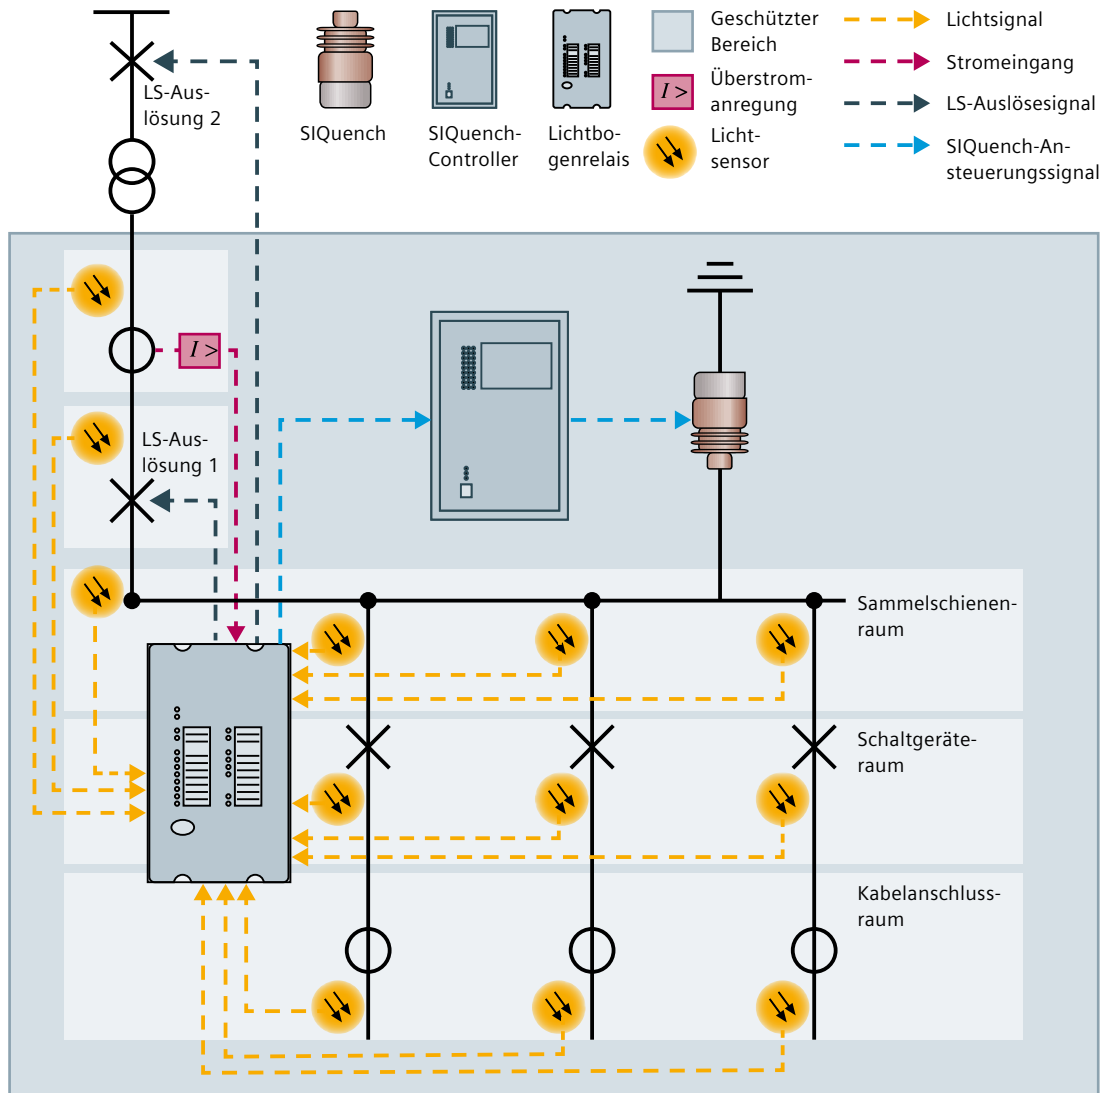 LS-Aus-
lösung 2
SIQuench
SIQuench-
Controller
Lichtbo-
genrelais
Geschützter
Bereich
I >
Überstrom-
anregung
Licht-
sensor
Lichtsignal
Stromeingang
LS-Auslösesignal
SIQuench-An-
steuerungssignal
I >
LS-Aus-
lösung 1
Sammelschienen-
raum
Schaltgeräte-
raum
Kabelanschluss-
raum